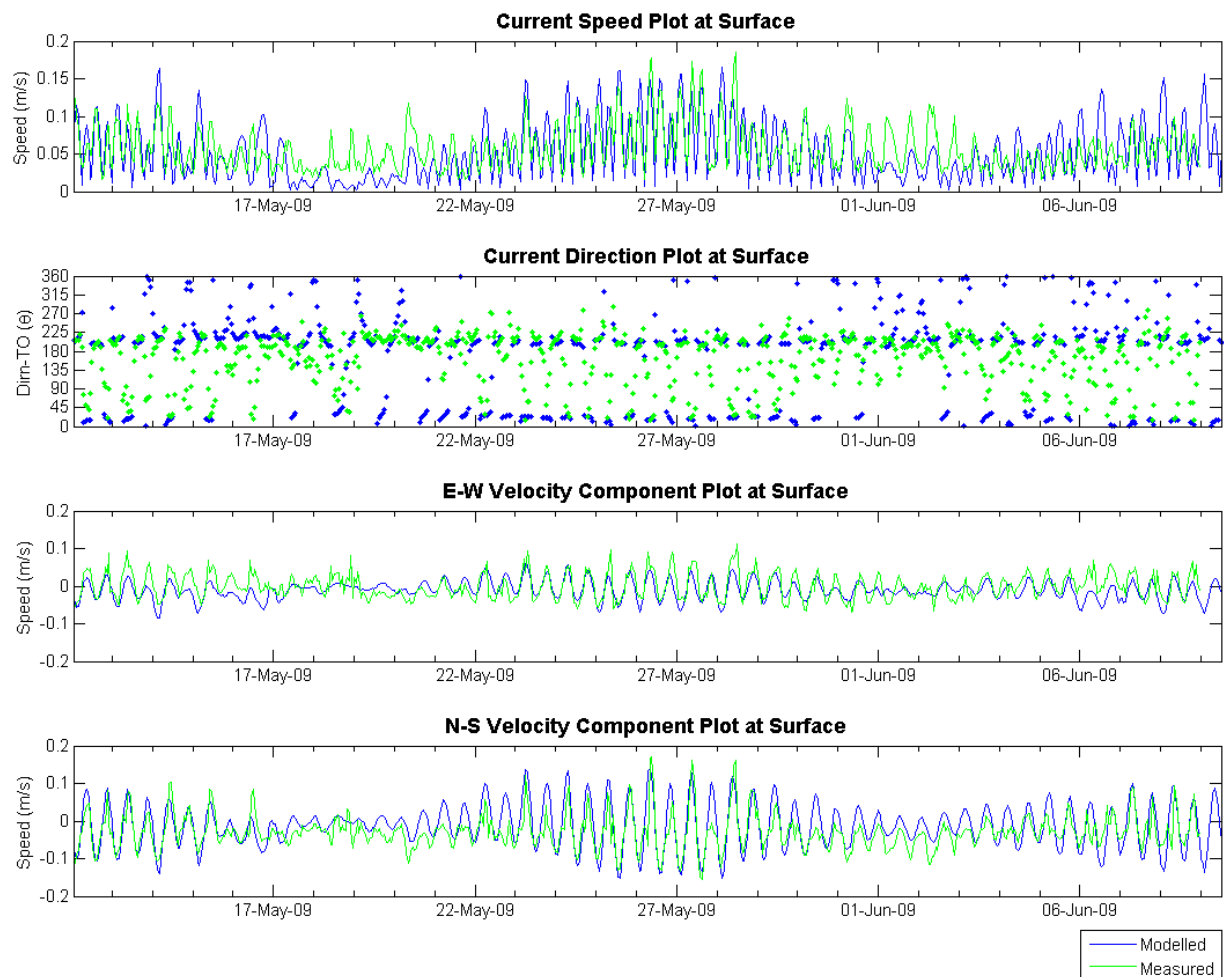 Current Speed Plot at Surface
0.2
0.15
0.1
0.05
0
Speed (m/s)
17-May-09 22-May-09 27-May-09 01-Jun-09 06-Jun-09
Current Direction Plot at Surface
360
315
270
225
180
135
90
45
0
Dirn-TO (θ)
17-May-09 22-May-09 27-May-09 01-Jun-09 06-Jun-09
E-W Velocity Component Plot at Surface
0.2
0.1
0
-0.1
-0.2
Speed (m/s)
17-May-09 22-May-09 27-May-09 01-Jun-09 06-Jun-09
N-S Velocity Component Plot at Surface
0.2
0.1
0
-0.1
-0.2
Speed (m/s)
17-May-09 22-May-09 27-May-09 01-Jun-09 06-Jun-09
Modelled
Measured